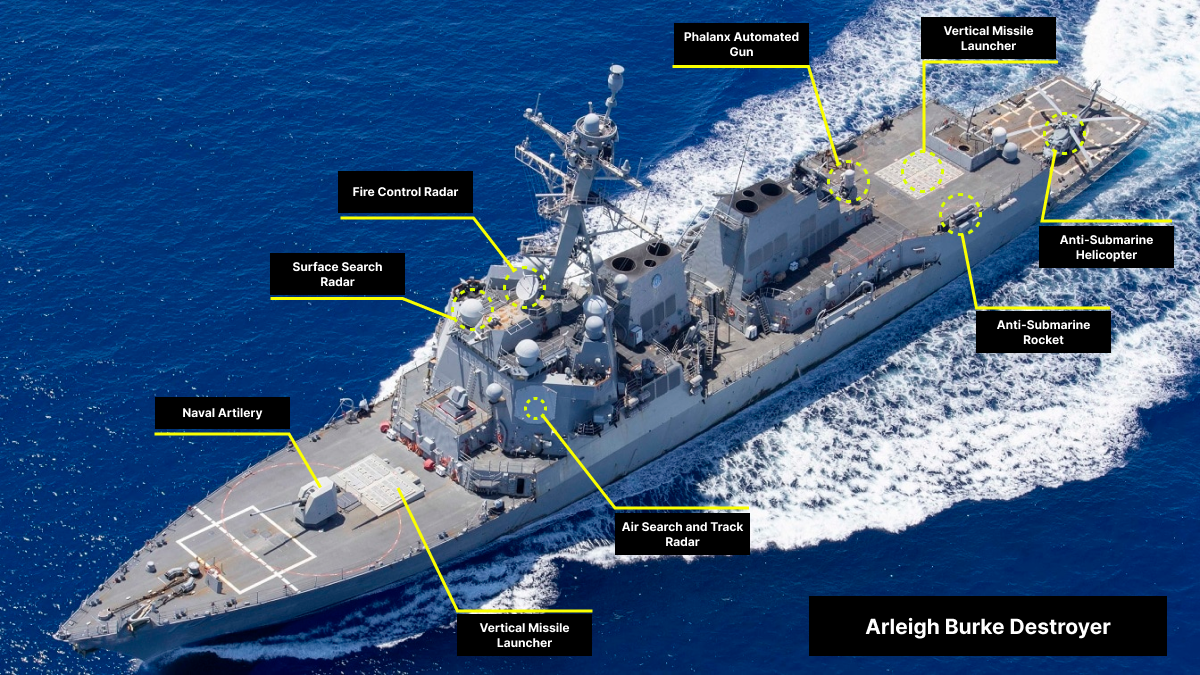 Phalanx Automated
Gun
Vertical Missile
Launcher
Fire Control Radar
Surface Search
Radar
Anti-Submarine
Helicopter
Anti-Submarine
Rocket
Naval Artilery
Air Search and Track
Radar
Vertical Missile
Launcher
Arleigh Burke Destroyer